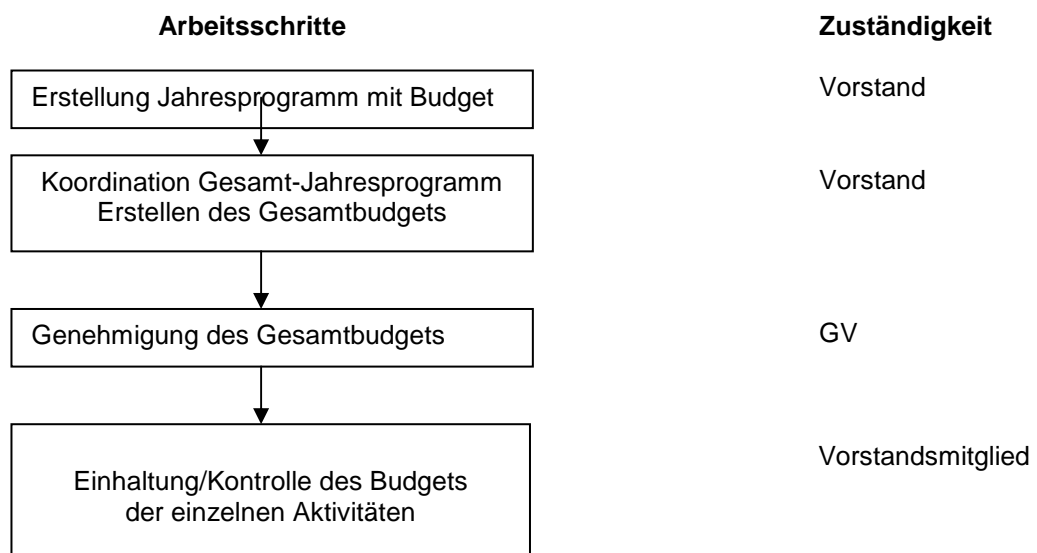 Arbeitsschritte Zuständigkeit
Erstellung Jahresprogramm mit Budget Vorstand
Koordination Gesamt-Jahresprogramm Vorstand
Erstellen des Gesamtbudgets
Genehmigung des Gesamtbudgets GV
Einhaltung/Kontrolle des Budgets Vorstandsmitglied
der einzelnen Aktivitäten